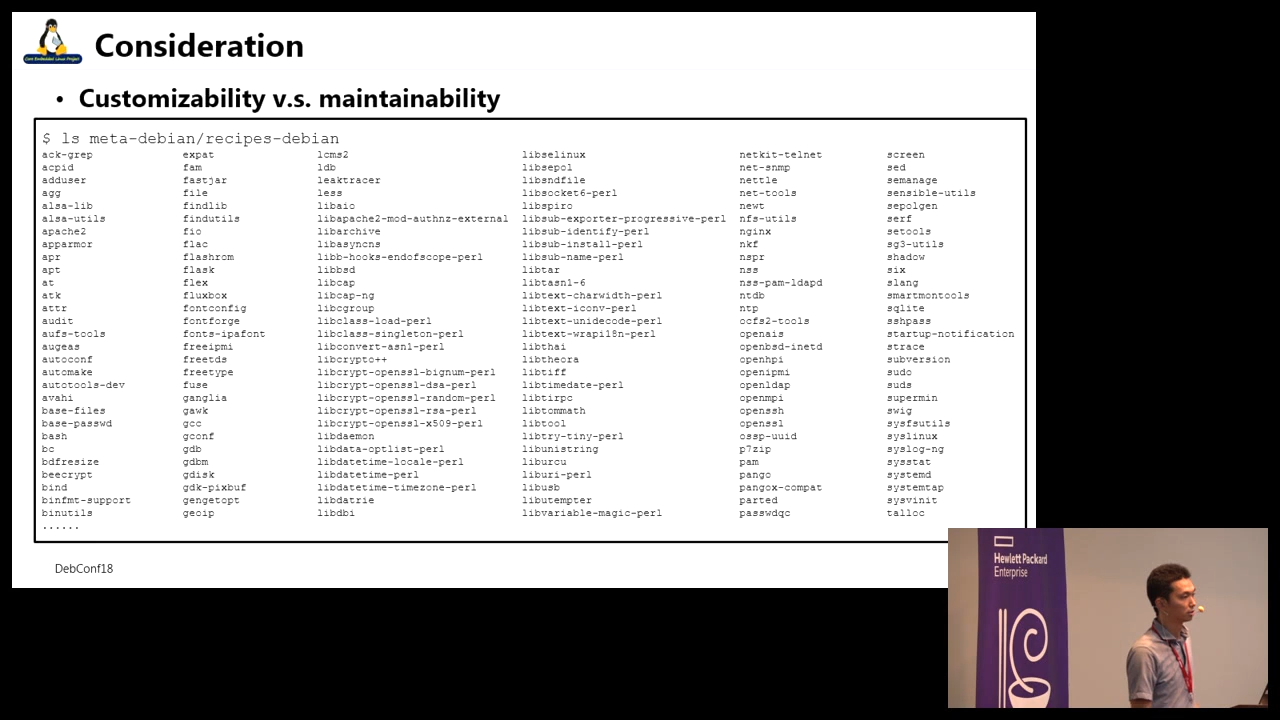 Consideration
• Customizability v.s. maintainability
$ ls meta-debian/recipes-debian
ack-grep expat lcms2 libselinux netkit-telnet screen
acpid fam ldb libsepol net-snmp sed
adduser fastjar leaktracer libsndfile nettle semanage
agg file less libsocket6-perl net-tools sensible-utils
alsa-lib findlib libaio libspiro newt sepolgen
alsa-utils findutils libapache2-mod-authnz-external libsub-exporter-progressive-perl nfs-utils serf
apache2 fio libarchive libsub-identify-perl nginx setools
apparmor flac libasyncns libsub-install-perl nkf sg3-utils
apr flashrom libb-hooks-endofscope-perl libsub-name-perl nspr shadow
apt flask libbsd libtar nss six
at flex libcap libtasn1-6 nss-pam-ldapd slang
atk fluxbox libcap-ng libtext-charwidth-perl ntdb smartmontools
attr fontconfig libcgroup libtext-iconv-perl ntp sqlite
audit fontforge libclass-load-perl libtext-unidecode-perl ocfs2-tools sshpass
aufs-tools fonts-ipafont libclass-singleton-perl libtext-wrapi18n-perl openais startup-notification
augeas freeipmi libconvert-asn1-perl libthai openbsd-inetd strace
autoconf freetds libcrypto++ libtheora openhpi subversion
automake freetype libcrypt-openssl-bignum-perl libtiff openipmi sudo
autotools-dev fuse libcrypt-openssl-dsa-perl libtimedate-perl openldap suds
avahi ganglia libcrypt-openssl-random-perl libtirpc openmpi supermin
base-files gawk libcrypt-openssl-rsa-perl libtommath openssh swig
base-passwd gcc libcrypt-openssl-x509-perl libtool openssl sysfsutils
bash gconf libdaemon libtry-tiny-perl ossp-uuid syslinux
bc gdb libdata-optlist-perl libunistring p7zip syslog-ng
bdfresize gdbm libdatetime-locale-perl liburcu pam sysstat
beecrypt gdisk libdatetime-perl liburi-perl pango systemd
bind gdk-pixbuf libdatetime-timezone-perl libusb pangox-compat systemtap
binfmt-support gengetopt libdatrie libutempter parted sysvinit
binutils geoip libdbi libvariable-magic-perl passwdqc talloc
......
DebConf18
Hewlett Packard
Enterprise